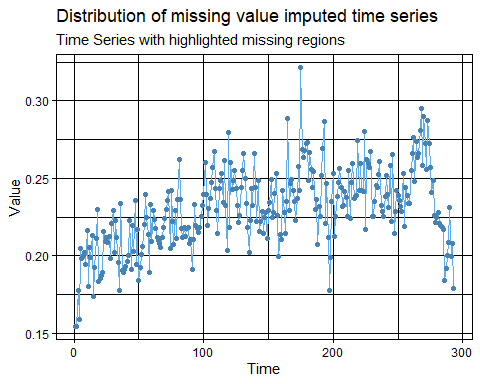 Distribution of missing value imputed time series
Time Series with highlighted missing regions
Value
0.30
0.25
0.20
0.15
0
100
200
300
Time